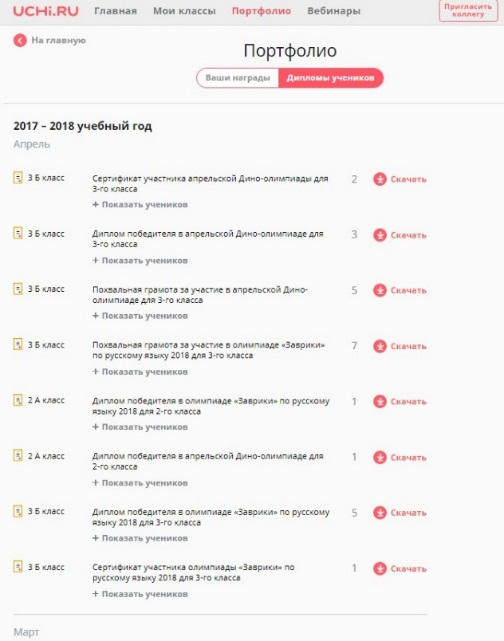 UCHi.RU Главная Мои классы Портфолио Вебинары Пригласить
коллегу
На главную
Портфолио
Ваши награды Дипломы учеников
2017 – 2018 учебный год
Апрель
3 Б класс Сертификат участника апрельской Дино-олимпиады для 2 Скачать
3-го класса
+ Показать учеников
3 Б класс Диплом победителя в апрельской Дино-олимпиаде для 3 Скачать
3-го класса
+ Показать учеников
3 Б класс Похвальная грамота за участие в апрельской Дино- 5 Скачать
олимпиаде для 3-го класса
+ Показать учеников
3 Б класс Похвальная грамота за участие в олимпиаде «Заврики» 7 Скачать
по русскому языку 2018 для 3-го класса
+ Показать учеников
2 А класс Диплом победителя в олимпиаде «Заврики» по русскому 1 Скачать
языку 2018 для 2-го класса
+ Показать учеников
2 А класс Диплом победителя в апрельской Дино-олимпиаде для 1 Скачать
2-го класса
+ Показать учеников
3 Б класс Диплом победителя в олимпиаде «Заврики» по русскому 5 Скачать
языку 2018 для 3-го класса
+ Показать учеников
3 Б класс Сертификат участника олимпиады «Заврики» по 1 Скачать
русскому языку 2018 для 3-го класса
+ Показать учеников
Март